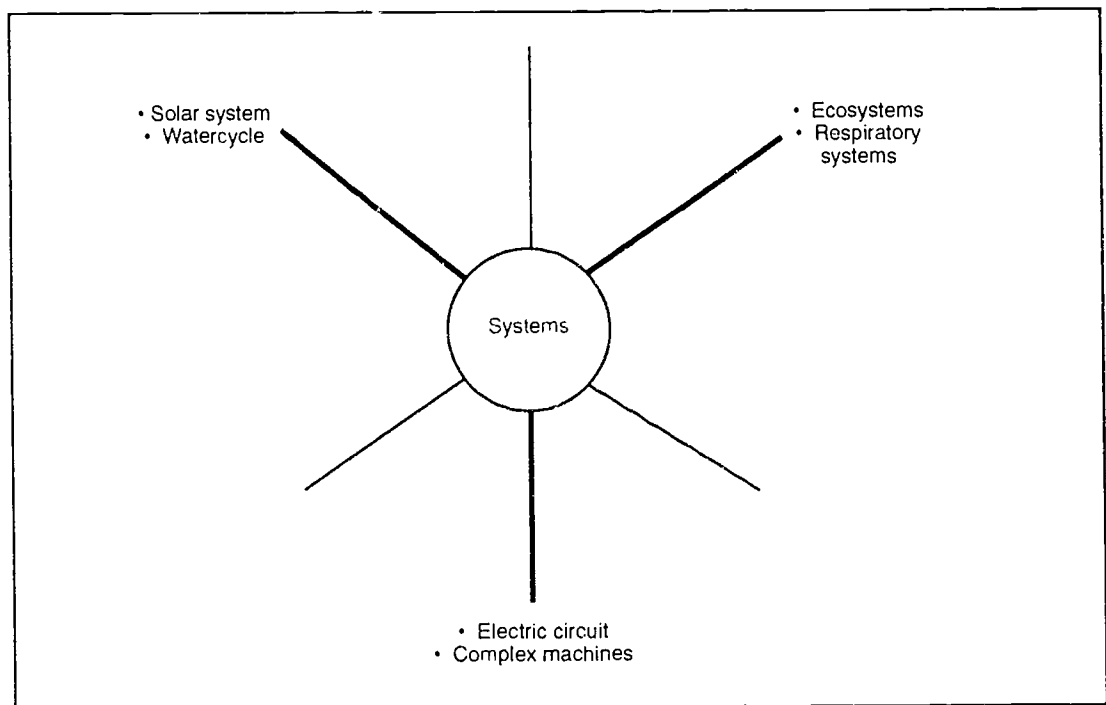 • Solar system
• Watercycle
• Ecosystems
• Respiratory
systems
Systems
• Electric circuit
• Complex machines